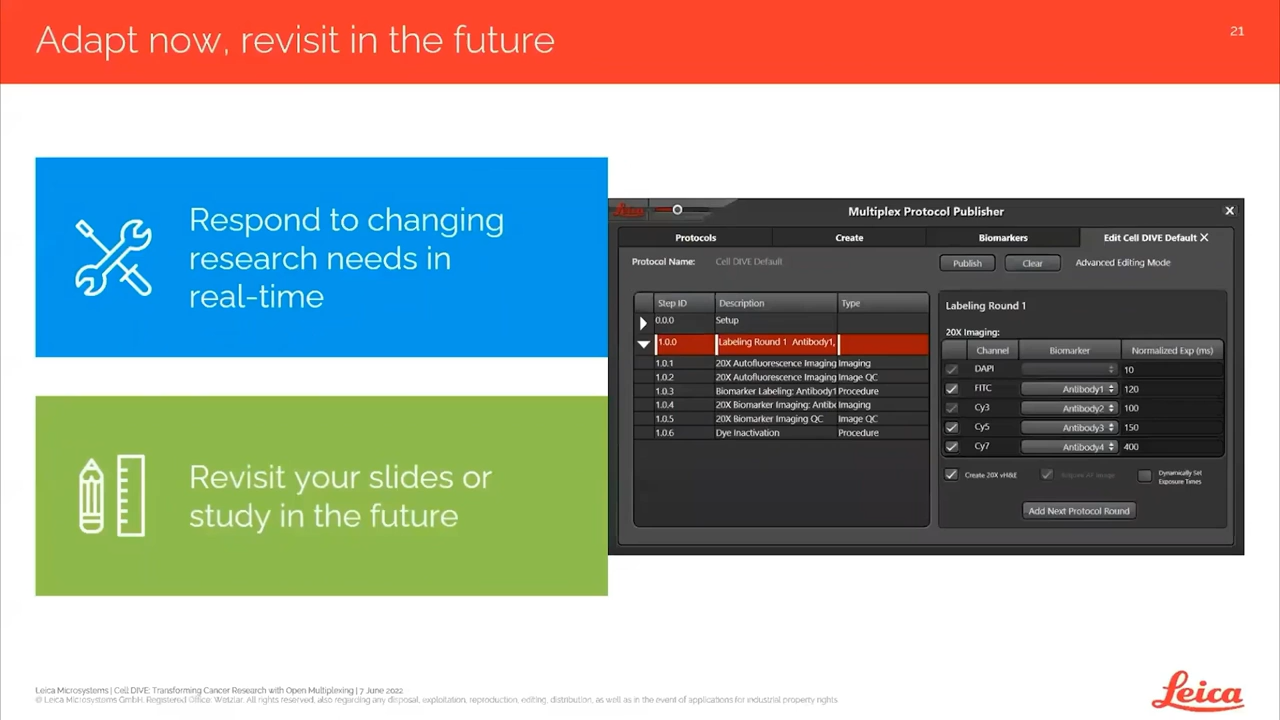 Adapt now, revisit in the future
21
Respond to changing
research needs in
real-time
Revisit your slides or
study in the future
Leica
Multiplex Protocol Publisher
X
Protocols
Create
Biomarkers
Edit Cell DIVE Default X
Protocol Name:
Cell DIVE Default
Publish
Clear
Advanced Editing Mode
Step ID Description Type
0.0.0 Setup
1.0.0 Labeling Round 1 Antibody1,
1.0.1 20X Autofluorescence Imaging Imaging
1.0.2 20X Autofluorescence Imaging Image QC
1.0.3 Biomarker Labeling: Antibody1 Procedure
1.0.4 20X Biomarker Imaging: Antib Imaging
1.0.5 20X Biomarker Imaging QC Image QC
1.0.6 Dye Inactivation Procedure
Labeling Round 1
20X Imaging:
Channel Biomarker Normalized Exp (ms)
DAPI 10
FITC Antibody1 120
Cy3 Antibody2 100
Cy5 Antibody3 150
Cy7 Antibody4 400
Create 20X vH&E
Acquire AF Image
Dynamically Set
Exposure Times
Add Next Protocol Round
Leica Microsystems | Cell DIVE: Transforming Cancer Research with Open Multiplexing | 7 June 2022
© Leica Microsystems GmbH, Registered Office: Wetzlar. All rights reserved, also regarding any disposal, exploitation, reproduction, editing, distribution, as well as in the event of applications for industrial property rights.
Leica